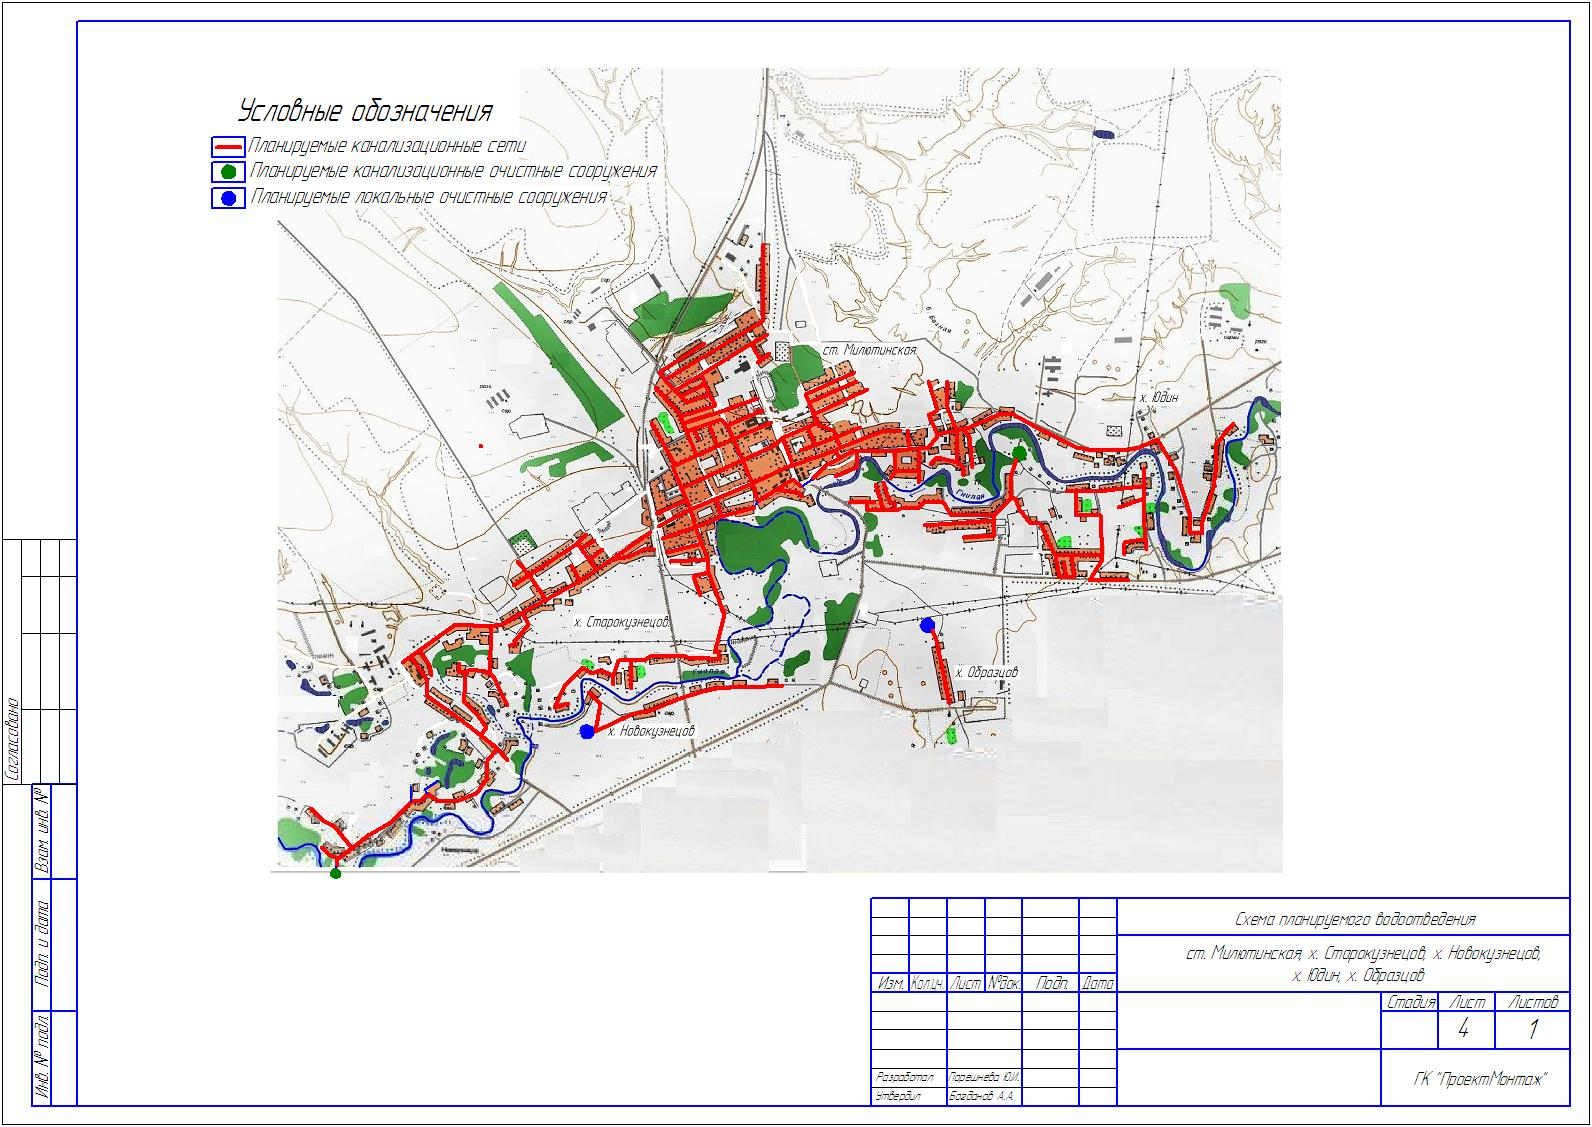 Условные обозначения
Планируемые канализационные сети
Планируемые канализационные очистные сооружения
Планируемые локальные очистные сооружения
б. Базная
ст. Милютинская
х. Юдин
Гнилая
х. Старокузнецов
Гнилая
х. Образцов
х. Новокузнецов
Согласовано
Взам. инв. №
Подп. и дата
Инв. № подл.
Схема планируемого водоотведения
ст. Милютинская, х. Старокузнецов, х. Новокузнецов,
х. Юдин, х. Образцов
Изм. Кол.уч. Лист №док. Подп. Дата
Стадия Лист Листов
4 1
Разработал Порешнева Ю.И.
Утвердил Богданов А.А.
ГК "ПроектМонтаж"